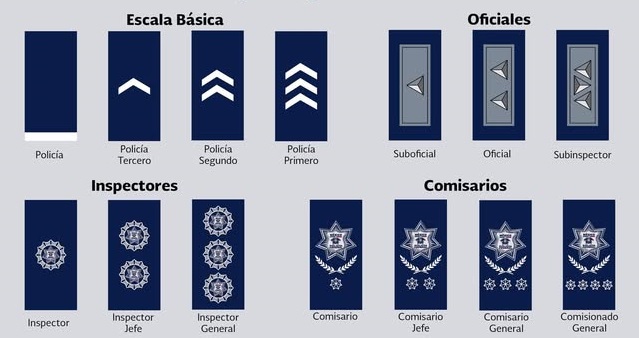 Escala Básica
Oficiales
Policía
Policía
Tercero
Policía
Segundo
Policía
Primero
Suboficial
Oficial
Subinspector
Inspectores
Comisarios
Inspector
Inspector
Jefe
Inspector
General
Comisario
Comisario
Jefe
Comisario
General
Comisionado
General